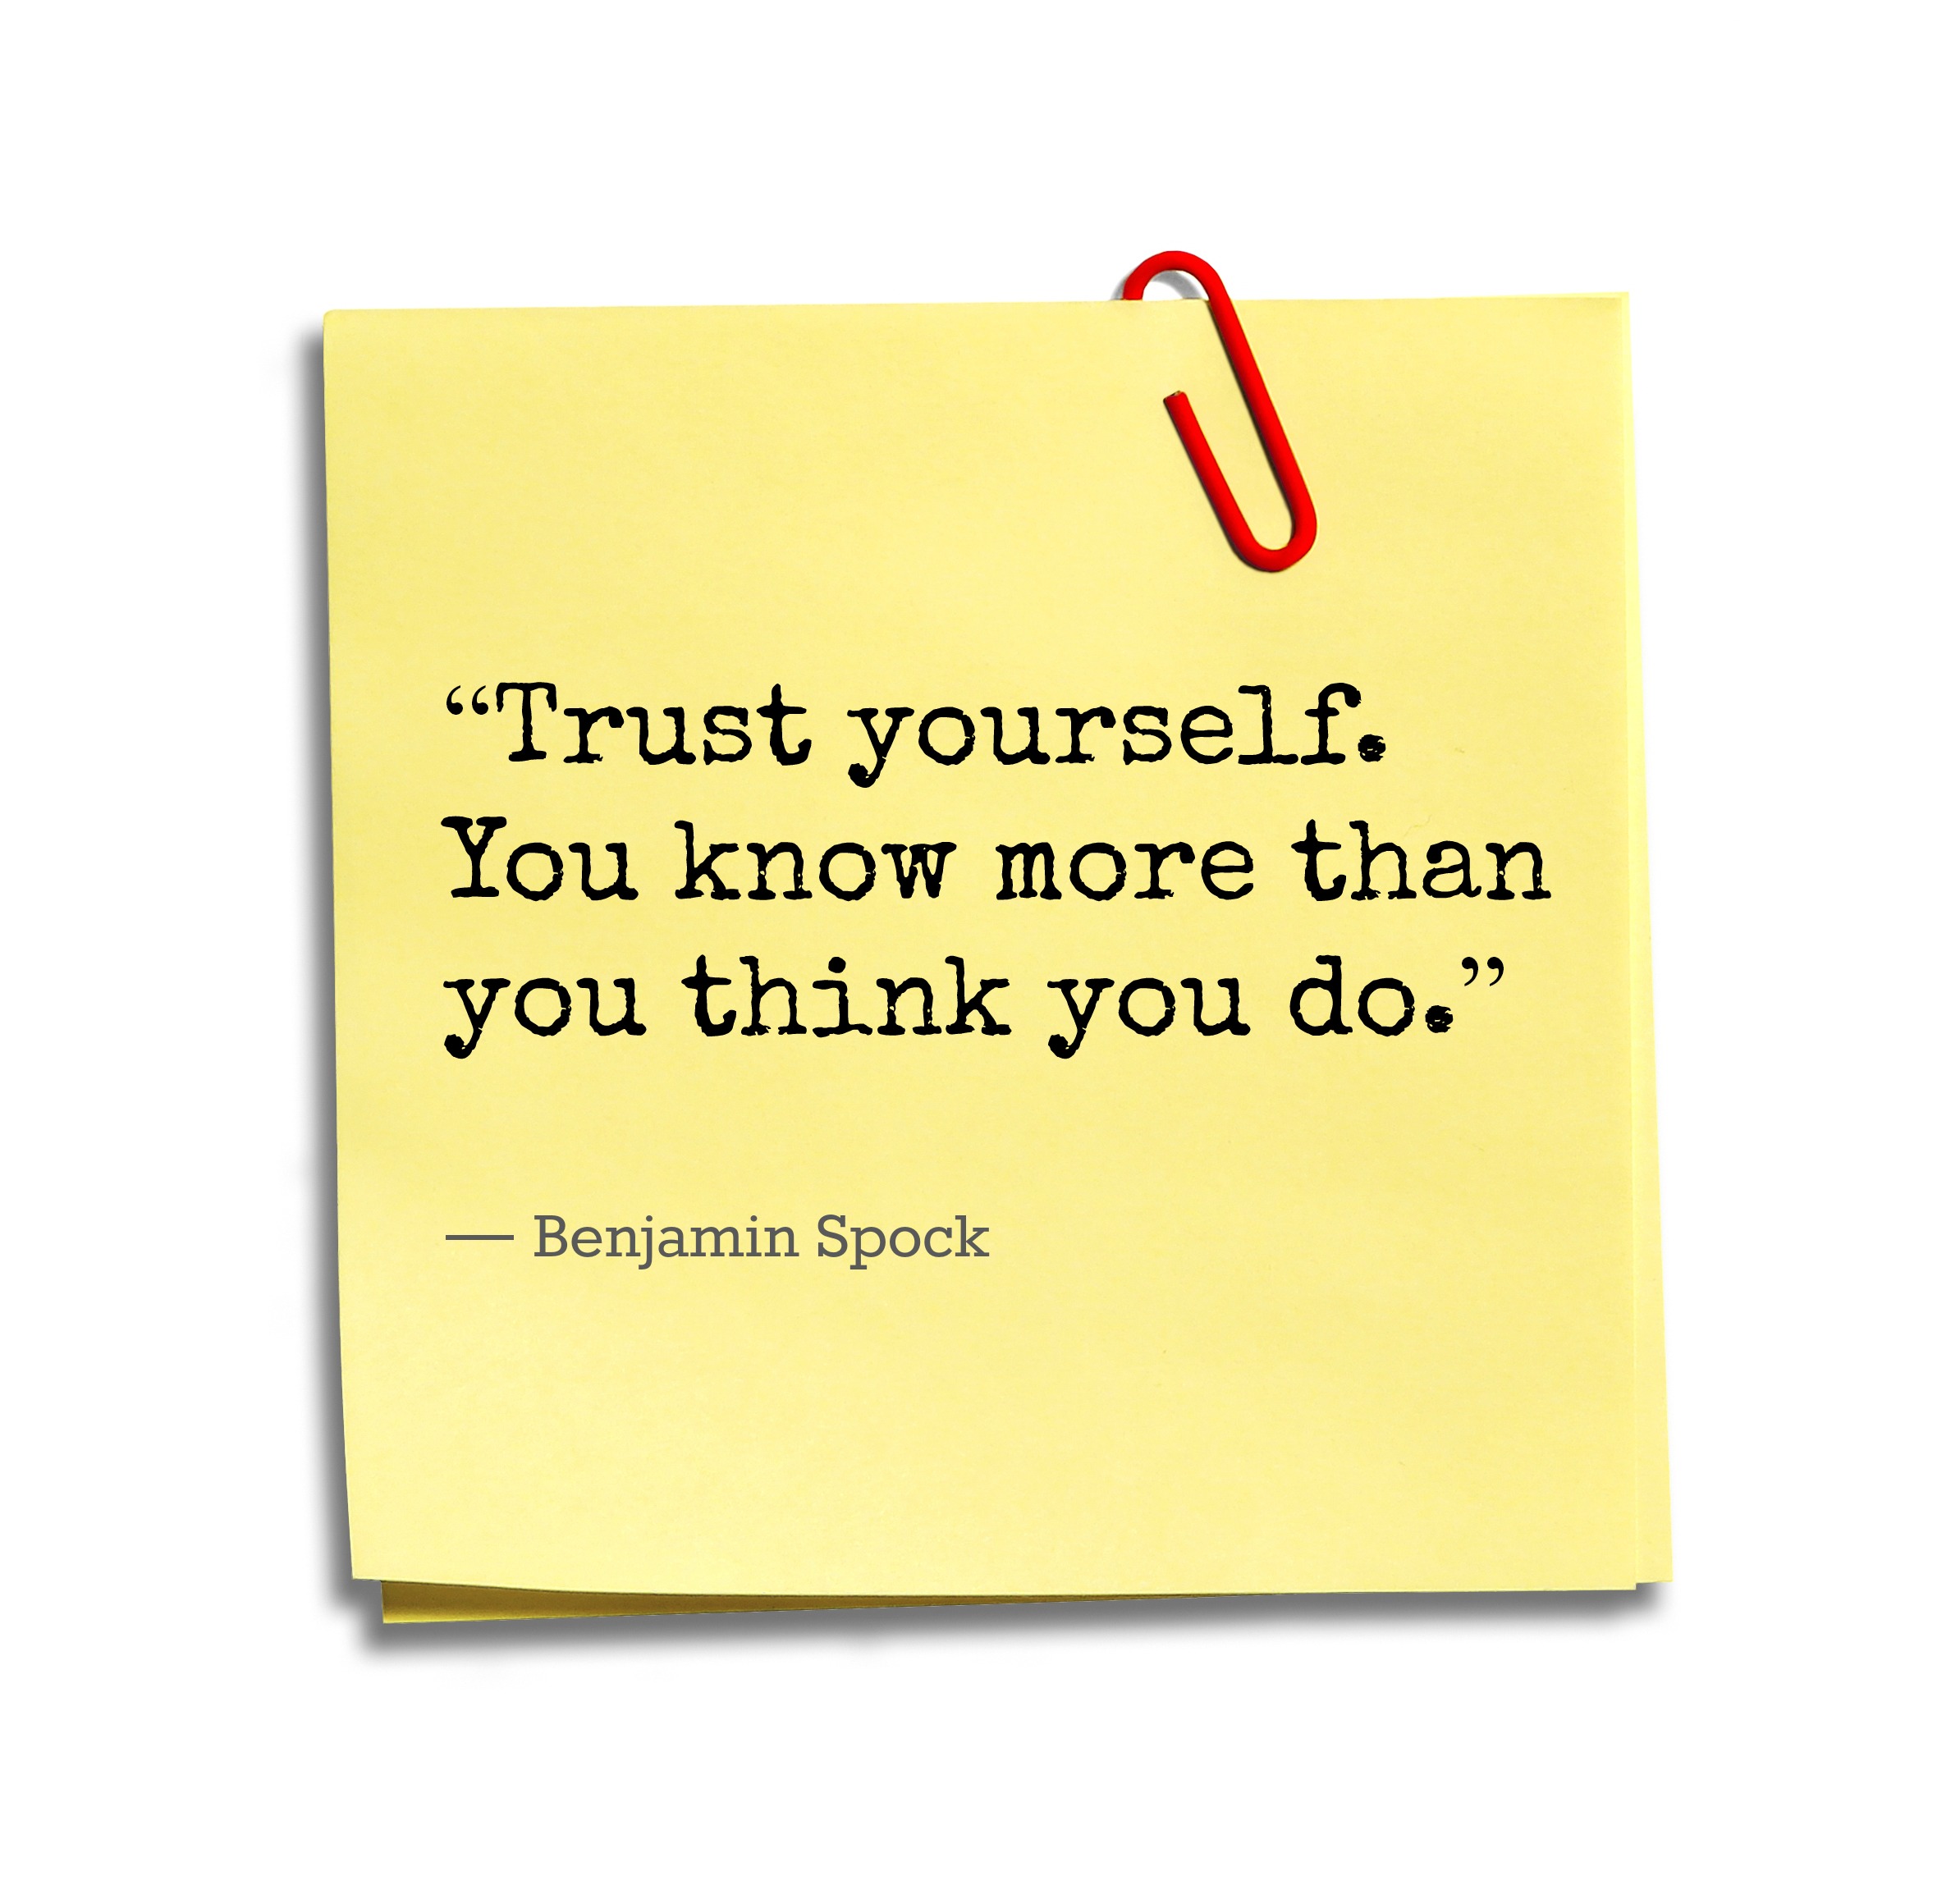 “Trust yourself.
You know more than
you think you do.”
— Benjamin Spock